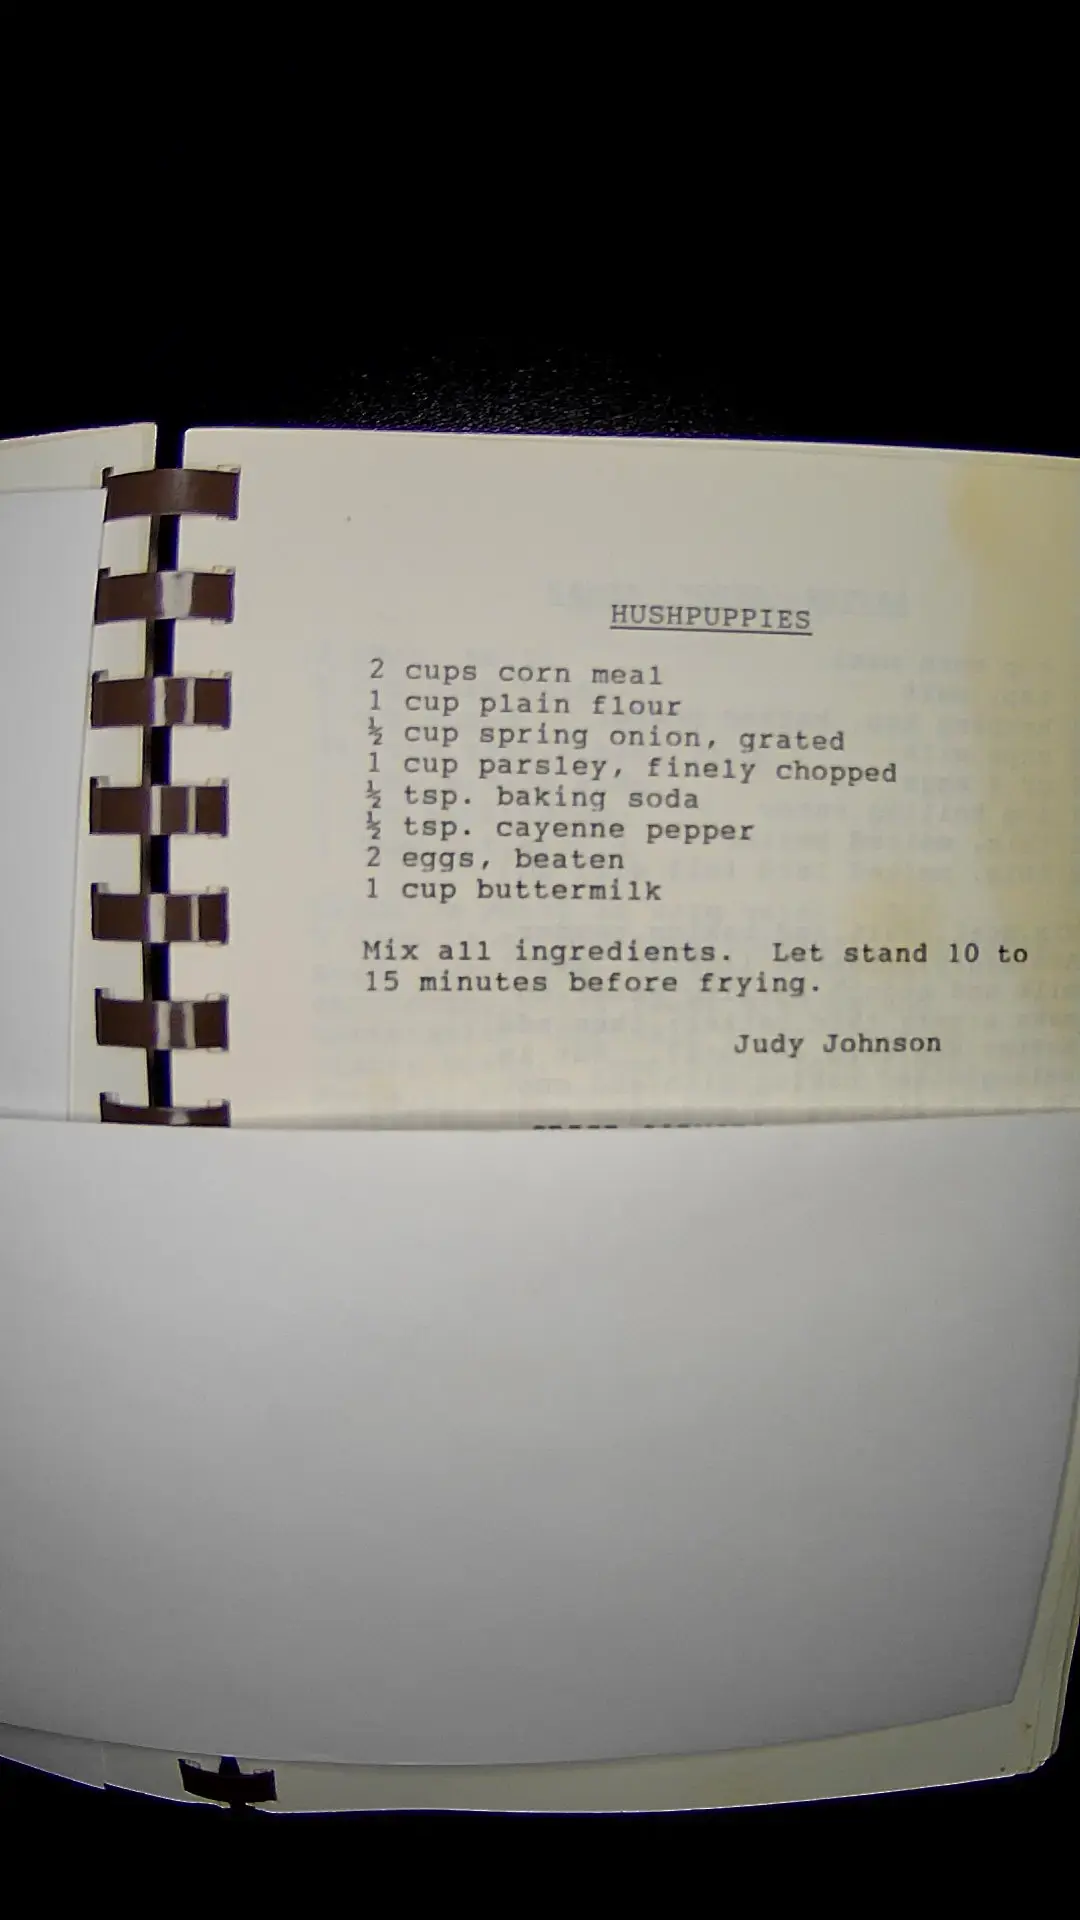 HUSHPUPPIES
2 cups corn meal
1 cup plain flour
½ cup spring onion, grated
1 cup parsley, finely chopped
½ tsp. baking soda
½ tsp. cayenne pepper
2 eggs, beaten
1 cup buttermilk
Mix all ingredients. Let stand 10 to
15 minutes before frying.
Judy Johnson